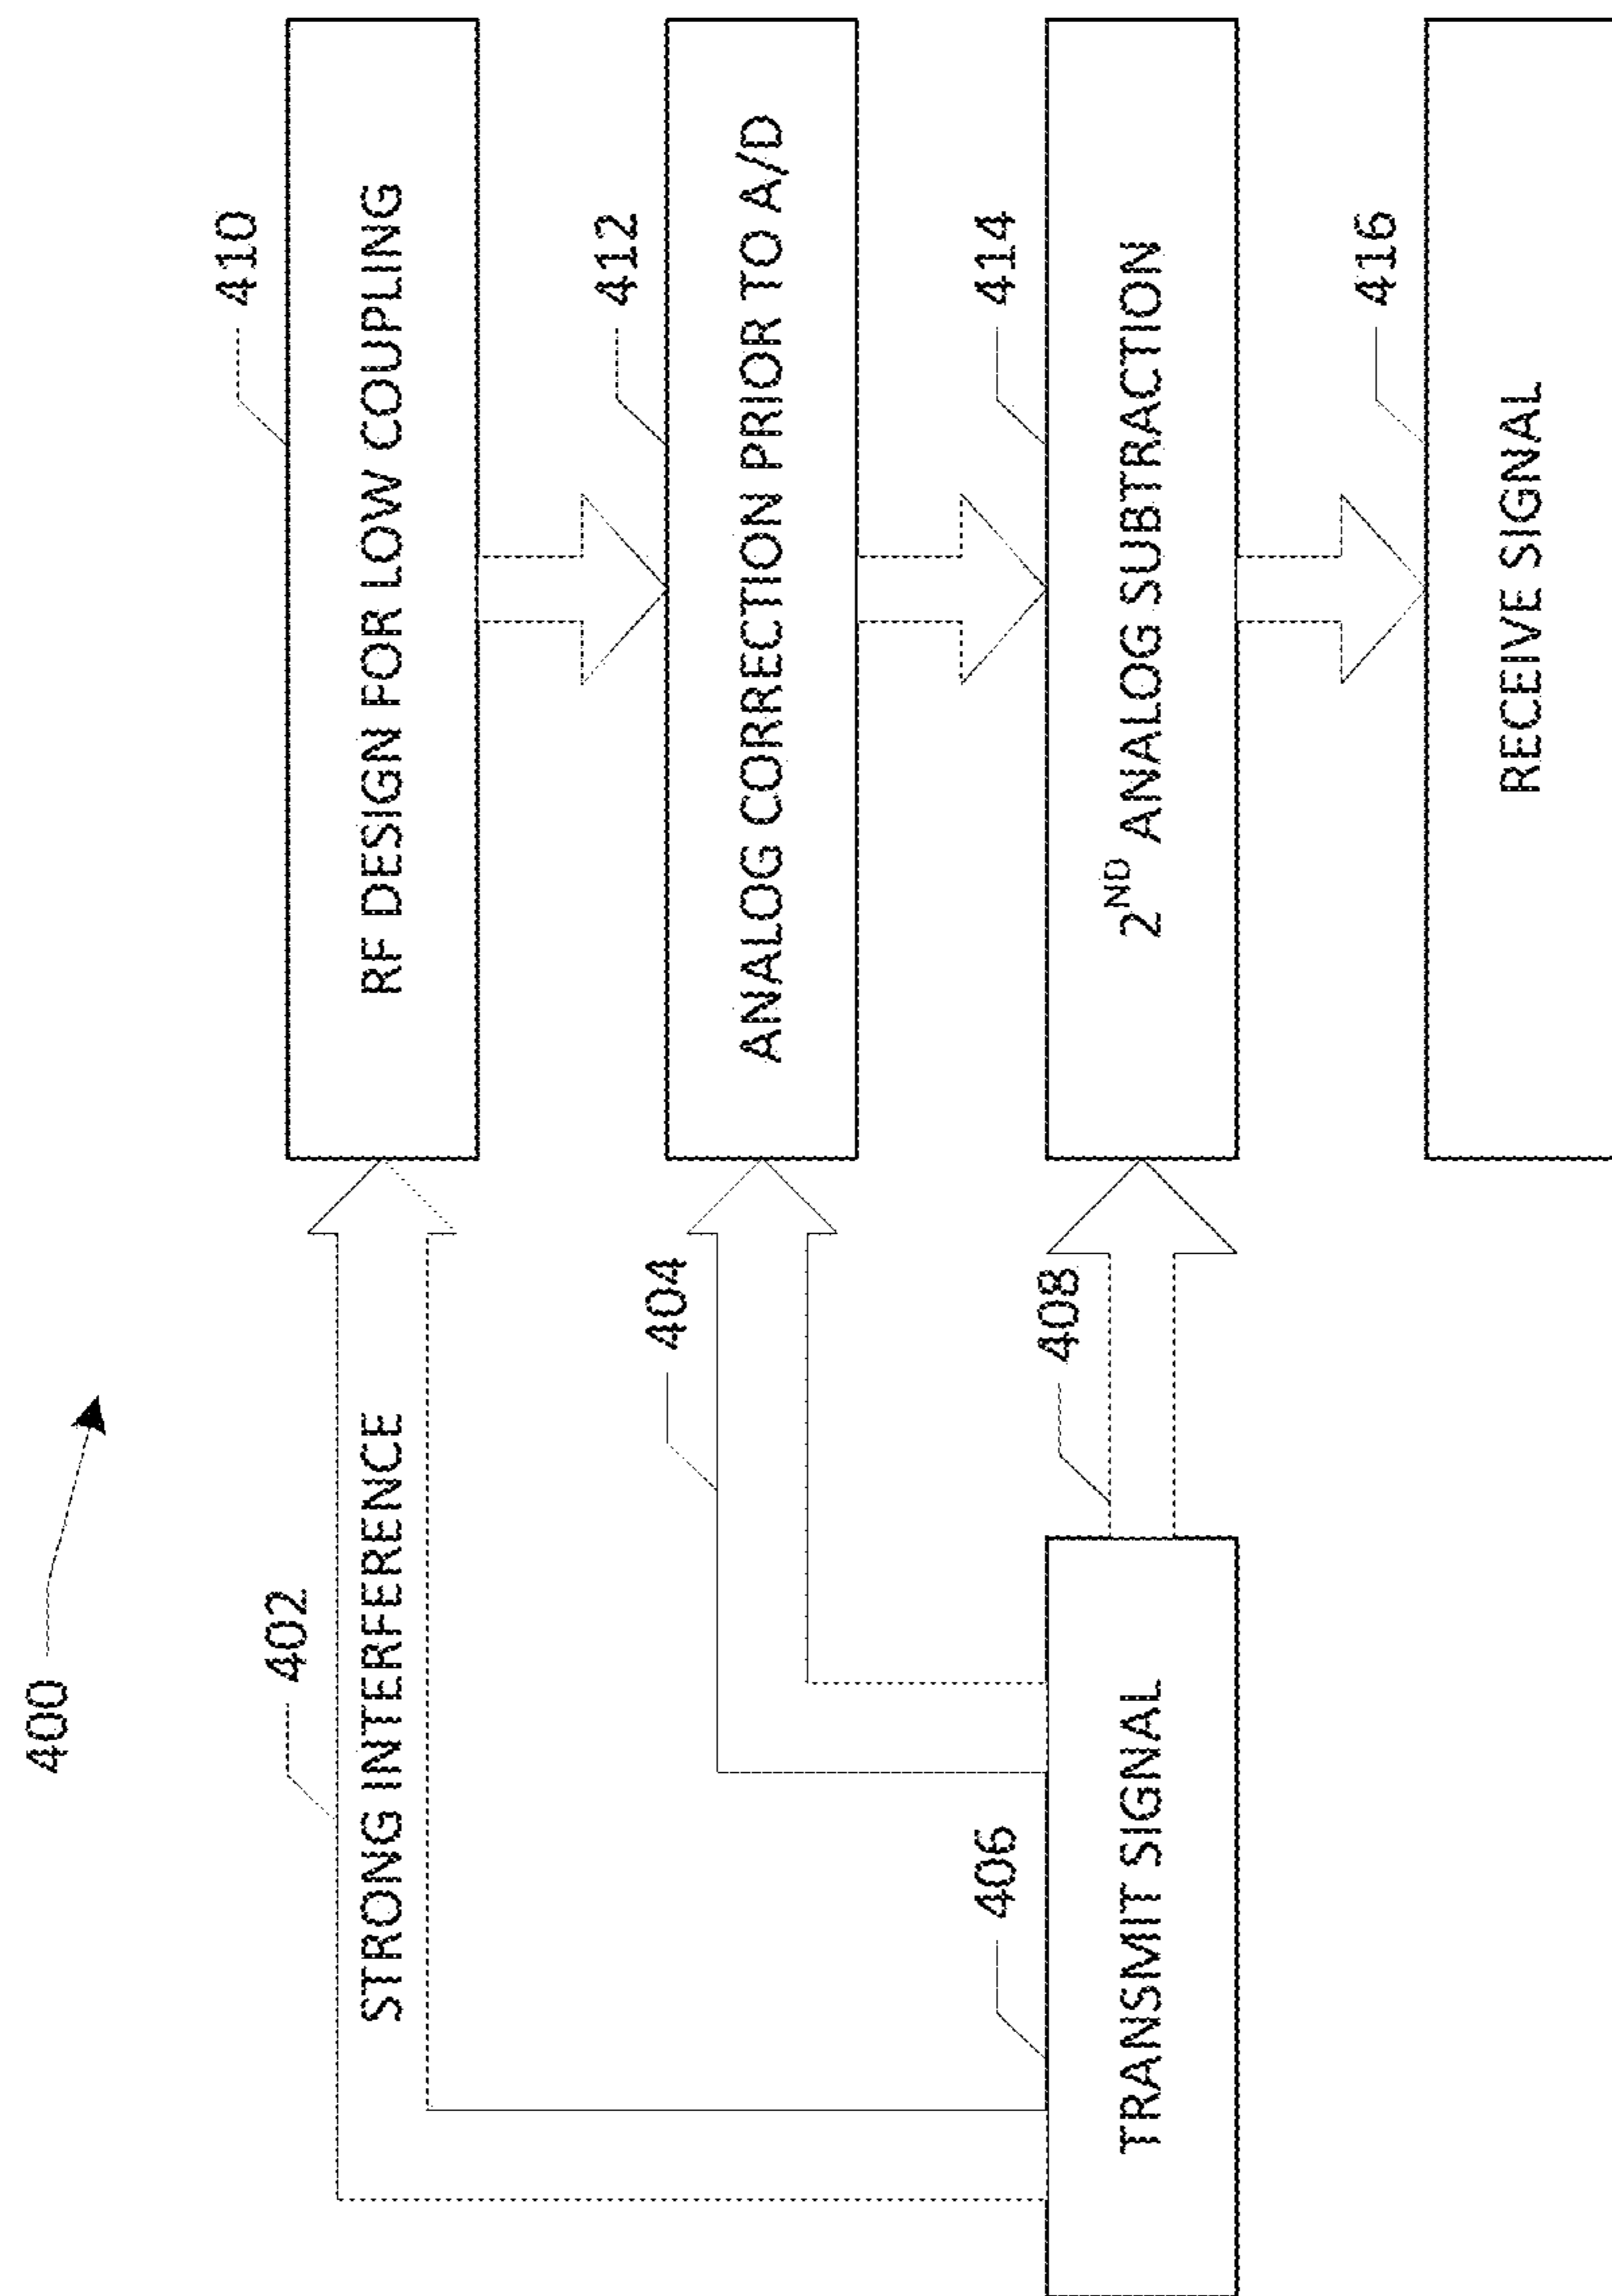 400
402
STRONG INTERFERENCE
410
RF DESIGN FOR LOW COUPLING
404
412
ANALOG CORRECTION PRIOR TO A/D
406
TRANSMIT SIGNAL
408
414
2ND ANALOG SUBTRACTION
416
RECEIVE SIGNAL